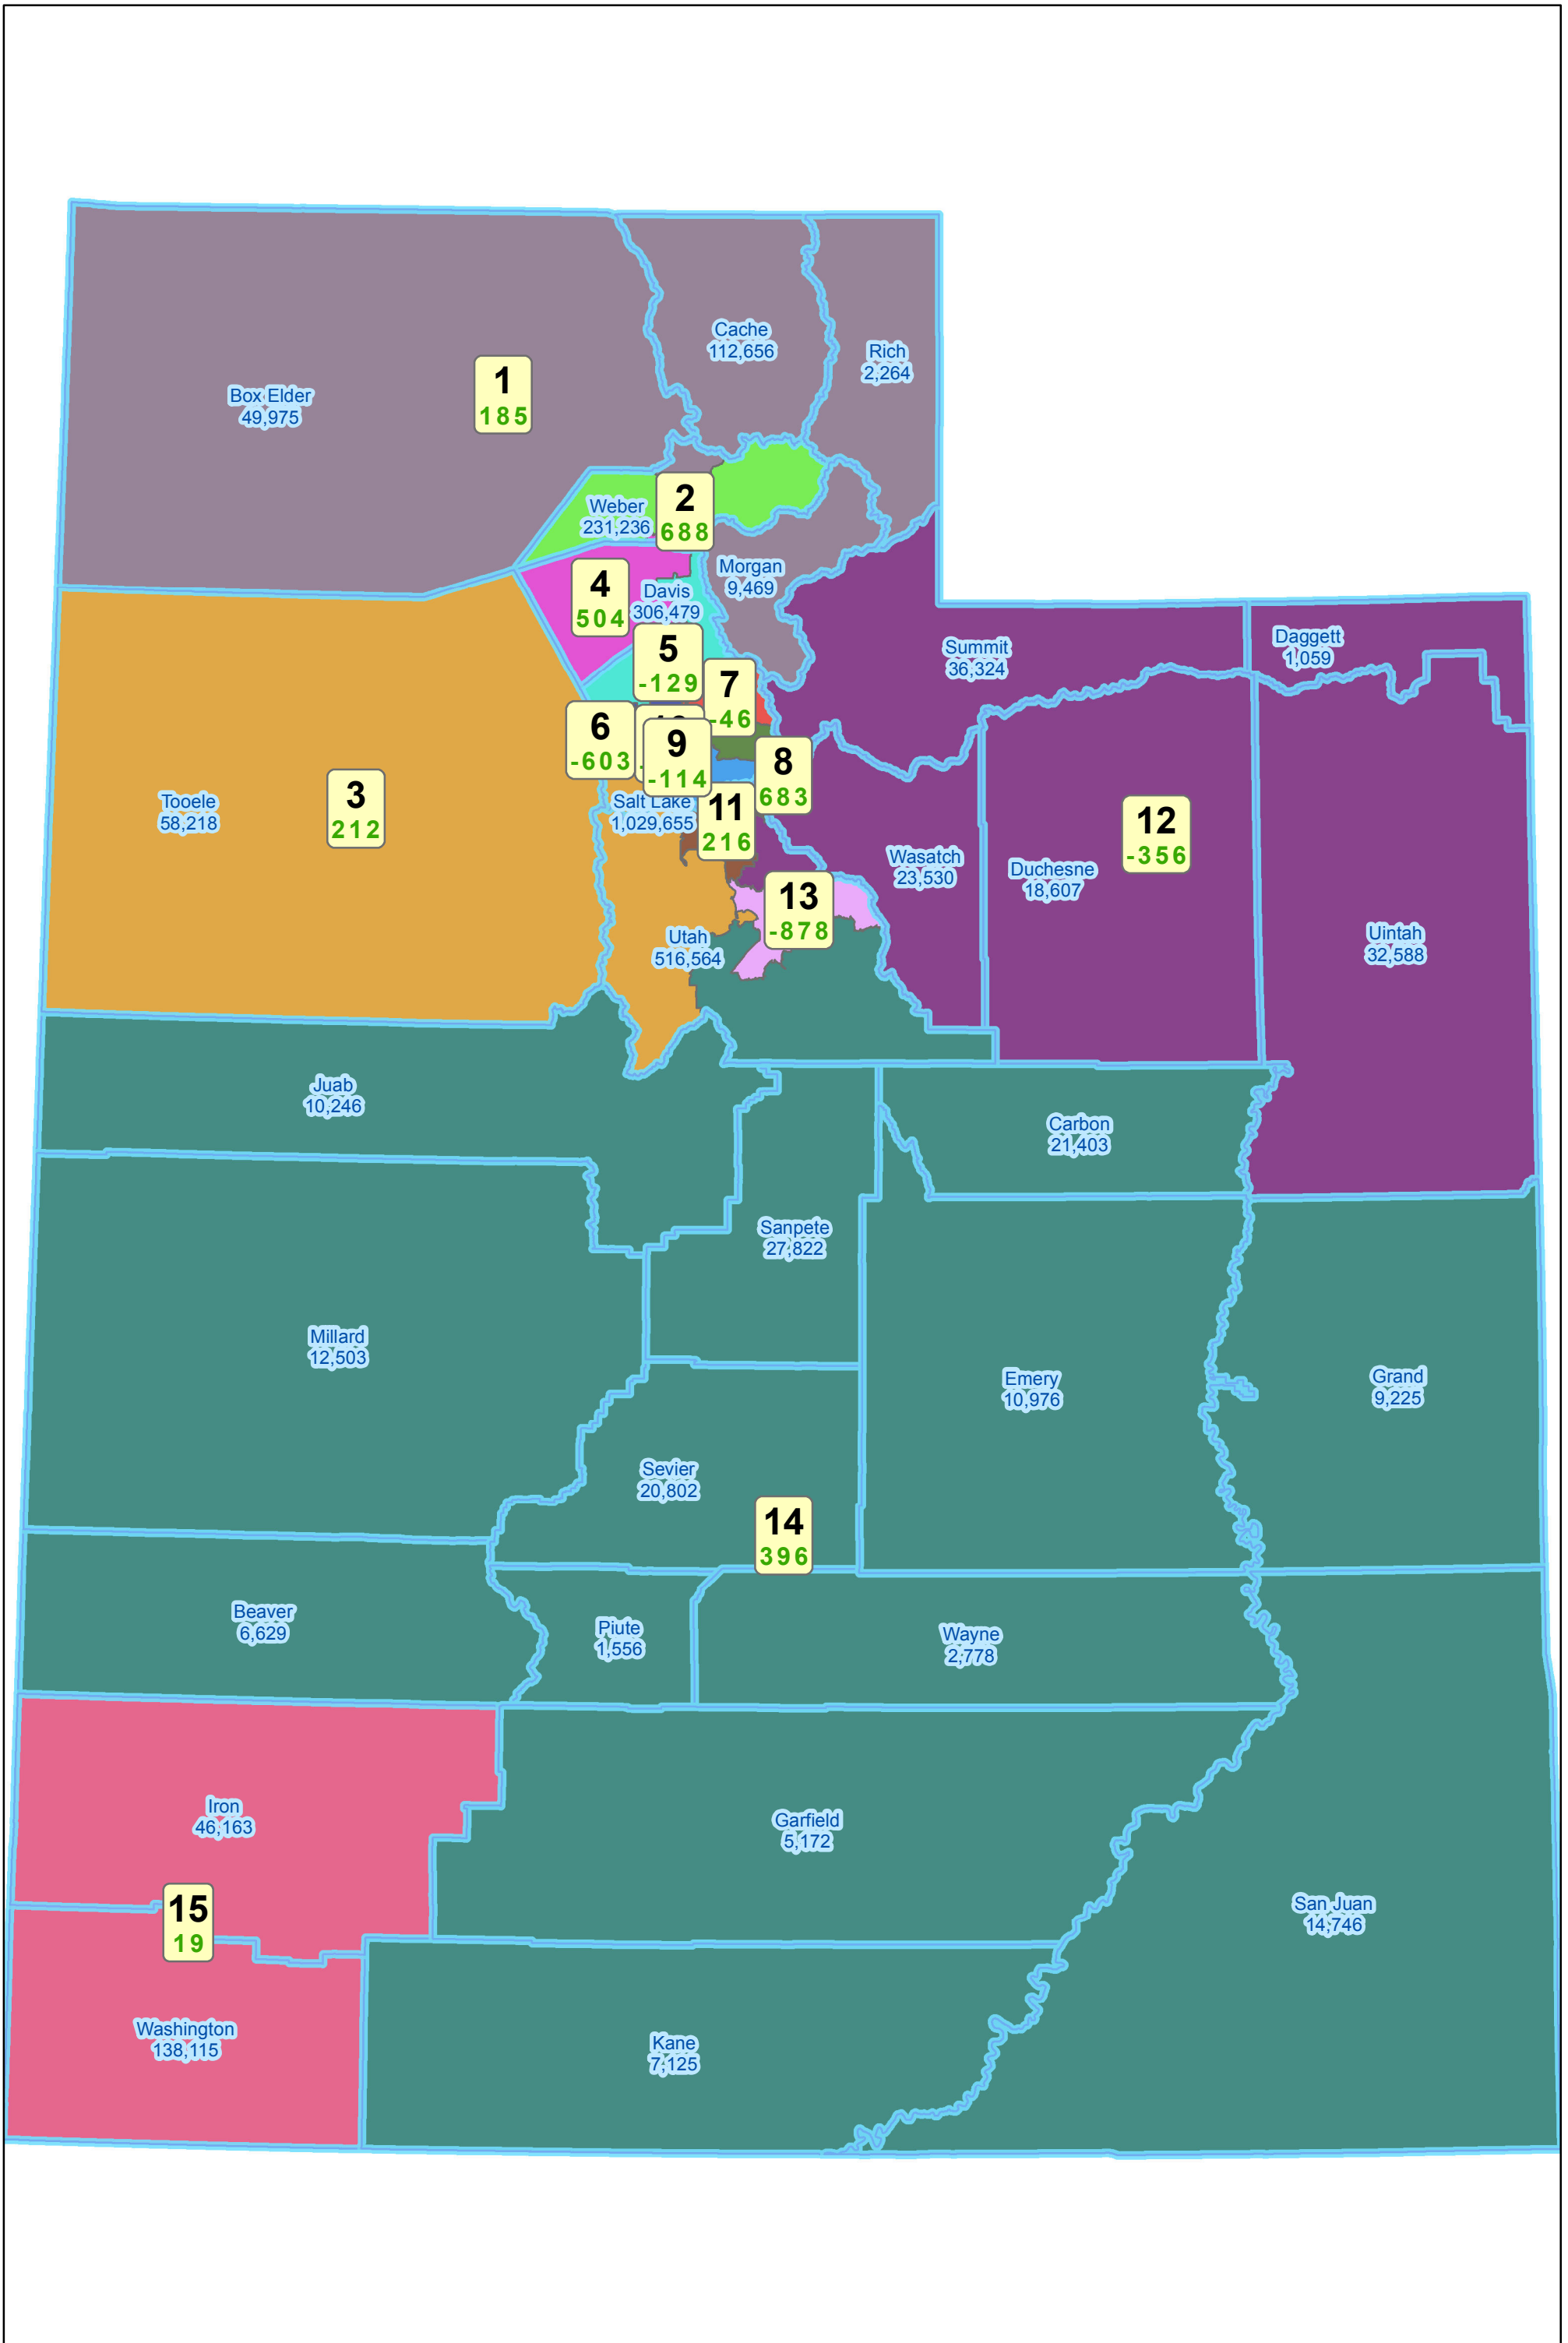 Cache
112,656
Rich
2,264
Box Elder
49,975
1
185
Weber
231,236
2
688
Morgan
9,469
4
504
Davis
306,479
5
-129
Summit
36,324
Daggett
1,059
7
-46
6
-603
9
-114
8
683
Tooele
58,218
3
212
Salt Lake
1,029,655
11
216
12
-356
Wasatch
23,530
Duchesne
18,607
13
-878
Utah
516,564
Uintah
32,588
Juab
10,246
Carbon
21,403
Sanpete
27,822
Millard
12,503
Emery
10,976
Grand
9,225
Sevier
20,802
14
396
Beaver
6,629
Piute
1,556
Wayne
2,778
Iron
46,163
Garfield
5,172
15
19
San Juan
14,746
Washington
138,115
Kane
7,125